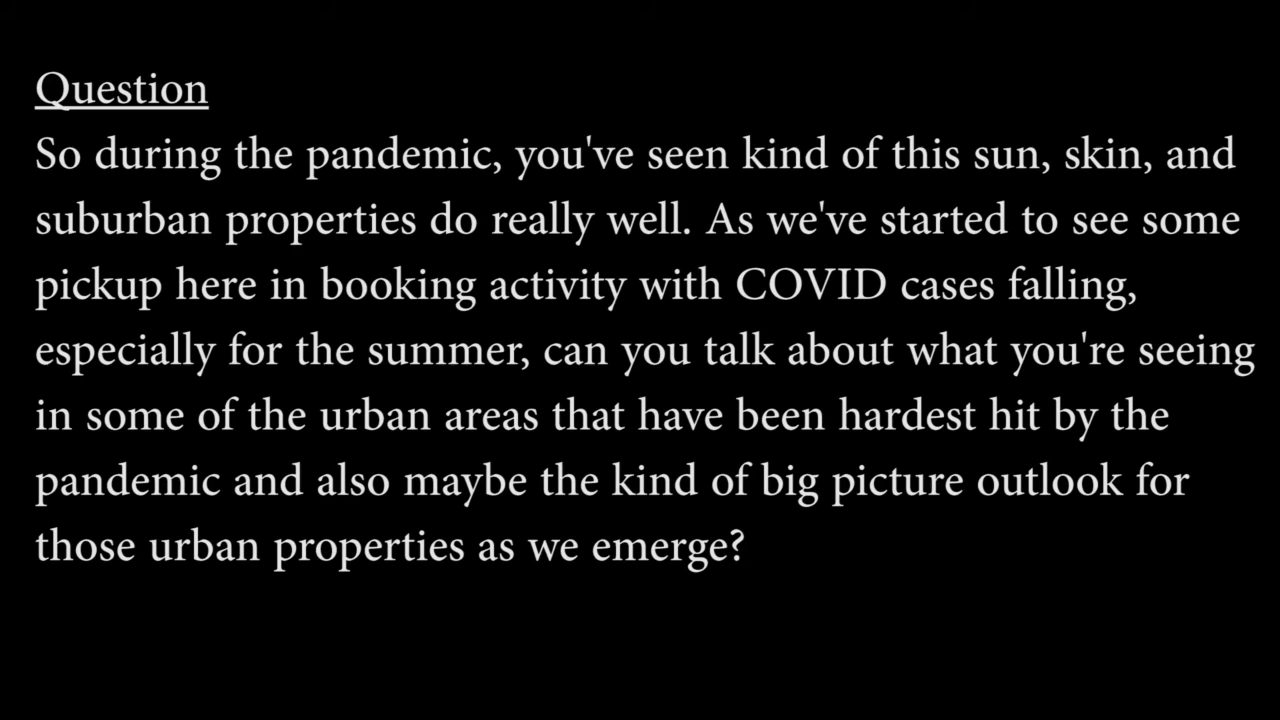 Question
So during the pandemic, you've seen kind of this sun, skin, and
suburban properties do really well. As we've started to see some
pickup here in booking activity with COVID cases falling,
especially for the summer, can you talk about what you're seeing
in some of the urban areas that have been hardest hit by the
pandemic and also maybe the kind of big picture outlook for
those urban properties as we emerge?